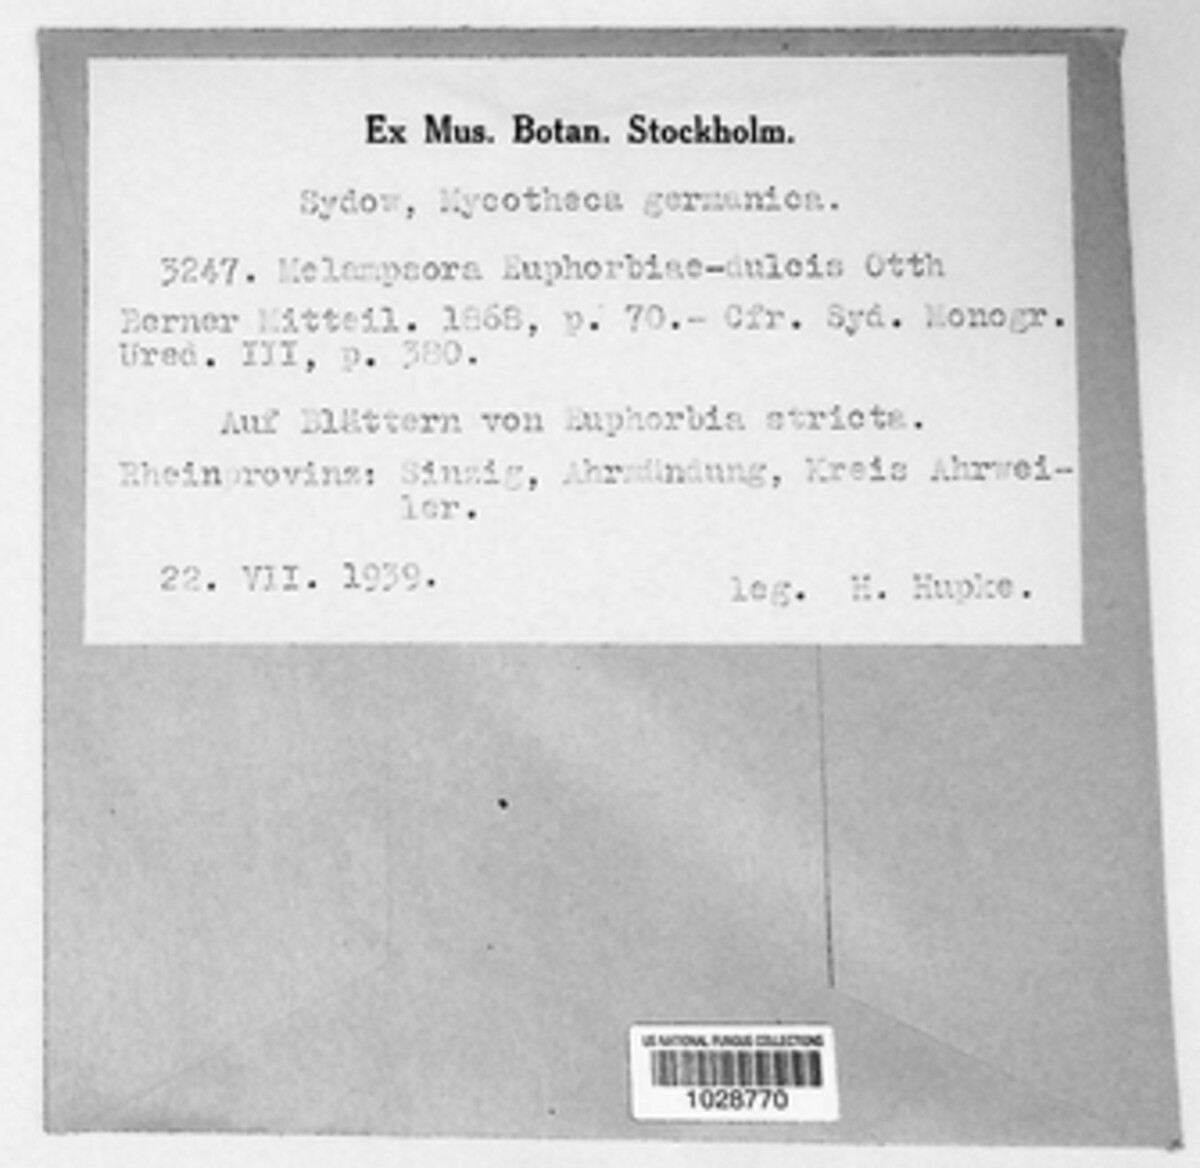 Ex Mus. Botan. Stockholm.
Sydow, Mycotheca germanica.
3247. Melampsora Euphorbiae-dulcis Otth
Berner Mitteil. 1868, p. 70.- Cfr. Syd. Monogr.
Ured. III, p. 380.
Auf Blättern von Euphorbia stricta.
Rheinprovinz: Sinzig, Ahrmündung, Kreis Ahrwei-
ler.
22. VII. 1939.
leg. H. Hupke.
US NATIONAL FUNGUS COLLECTIONS
1028770